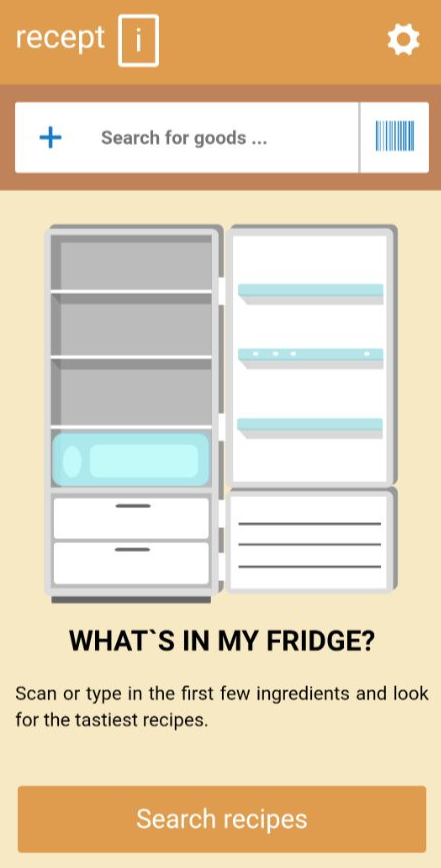 recept i
Search for goods ...
WHAT`S IN MY FRIDGE?
Scan or type in the first few ingredients and look
for the tastiest recipes.
Search recipes